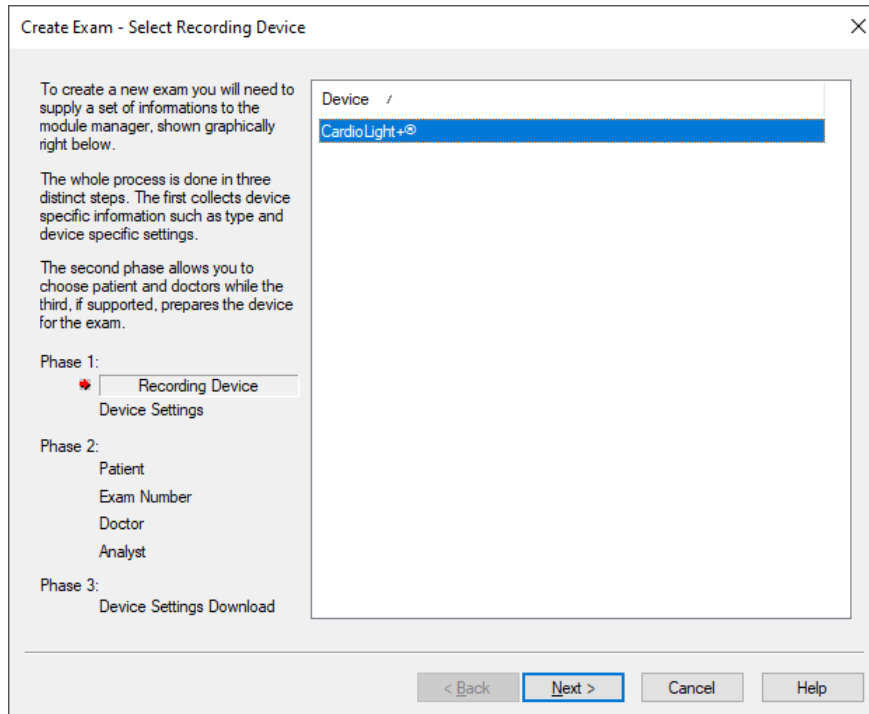 Create Exam - Select Recording Device
To create a new exam you will need to
supply a set of informations to the
module manager, shown graphically
right below.
The whole process is done in three
distinct steps. The first collects device
specific information such as type and
device specific settings.
The second phase allows you to
choose patient and doctors while the
third, if supported, prepares the device
for the exam.
Phase 1:
Recording Device
Device Settings
Phase 2:
Patient
Exam Number
Doctor
Analyst
Phase 3:
Device Settings Download
Device /
CardioLight+®
< Back
Next >
Cancel
Help